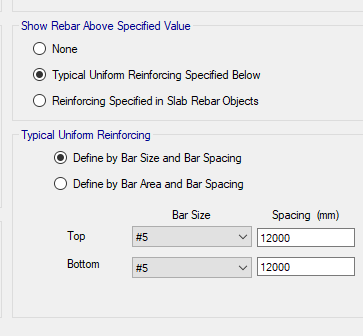 Show Rebar Above Specified Value
None
Typical Uniform Reinforcing Specified Below
Reinforcing Specified in Slab Rebar Objects
Typical Uniform Reinforcing
Define by Bar Size and Bar Spacing
Define by Bar Area and Bar Spacing
Bar Size Spacing (mm)
Top #5 12000
Bottom #5 12000